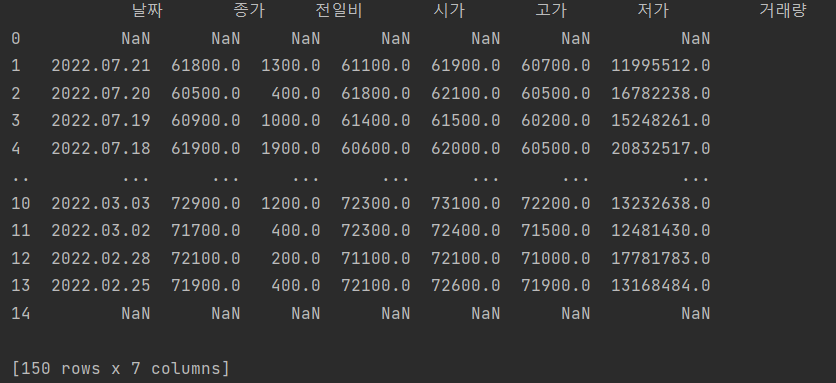 날짜 종가 전일비 시가 고가 저가 거래량
0 NaN NaN NaN NaN NaN NaN NaN
1 2022.07.21 61800.0 1300.0 61100.0 61900.0 60700.0 11995512.0
2 2022.07.20 60500.0 400.0 61800.0 62100.0 60500.0 16782238.0
3 2022.07.19 60900.0 1000.0 61400.0 61500.0 60200.0 15248261.0
4 2022.07.18 61900.0 1900.0 60600.0 62000.0 60500.0 20832517.0
.. ... ... ... ... ... ... ...
10 2022.03.03 72900.0 1200.0 72300.0 73100.0 72200.0 13232638.0
11 2022.03.02 71700.0 400.0 72300.0 72400.0 71500.0 12481430.0
12 2022.02.28 72100.0 200.0 71100.0 72100.0 71000.0 17781783.0
13 2022.02.25 71900.0 400.0 72100.0 72600.0 71900.0 13168484.0
14 NaN NaN NaN NaN NaN NaN NaN
[150 rows x 7 columns]